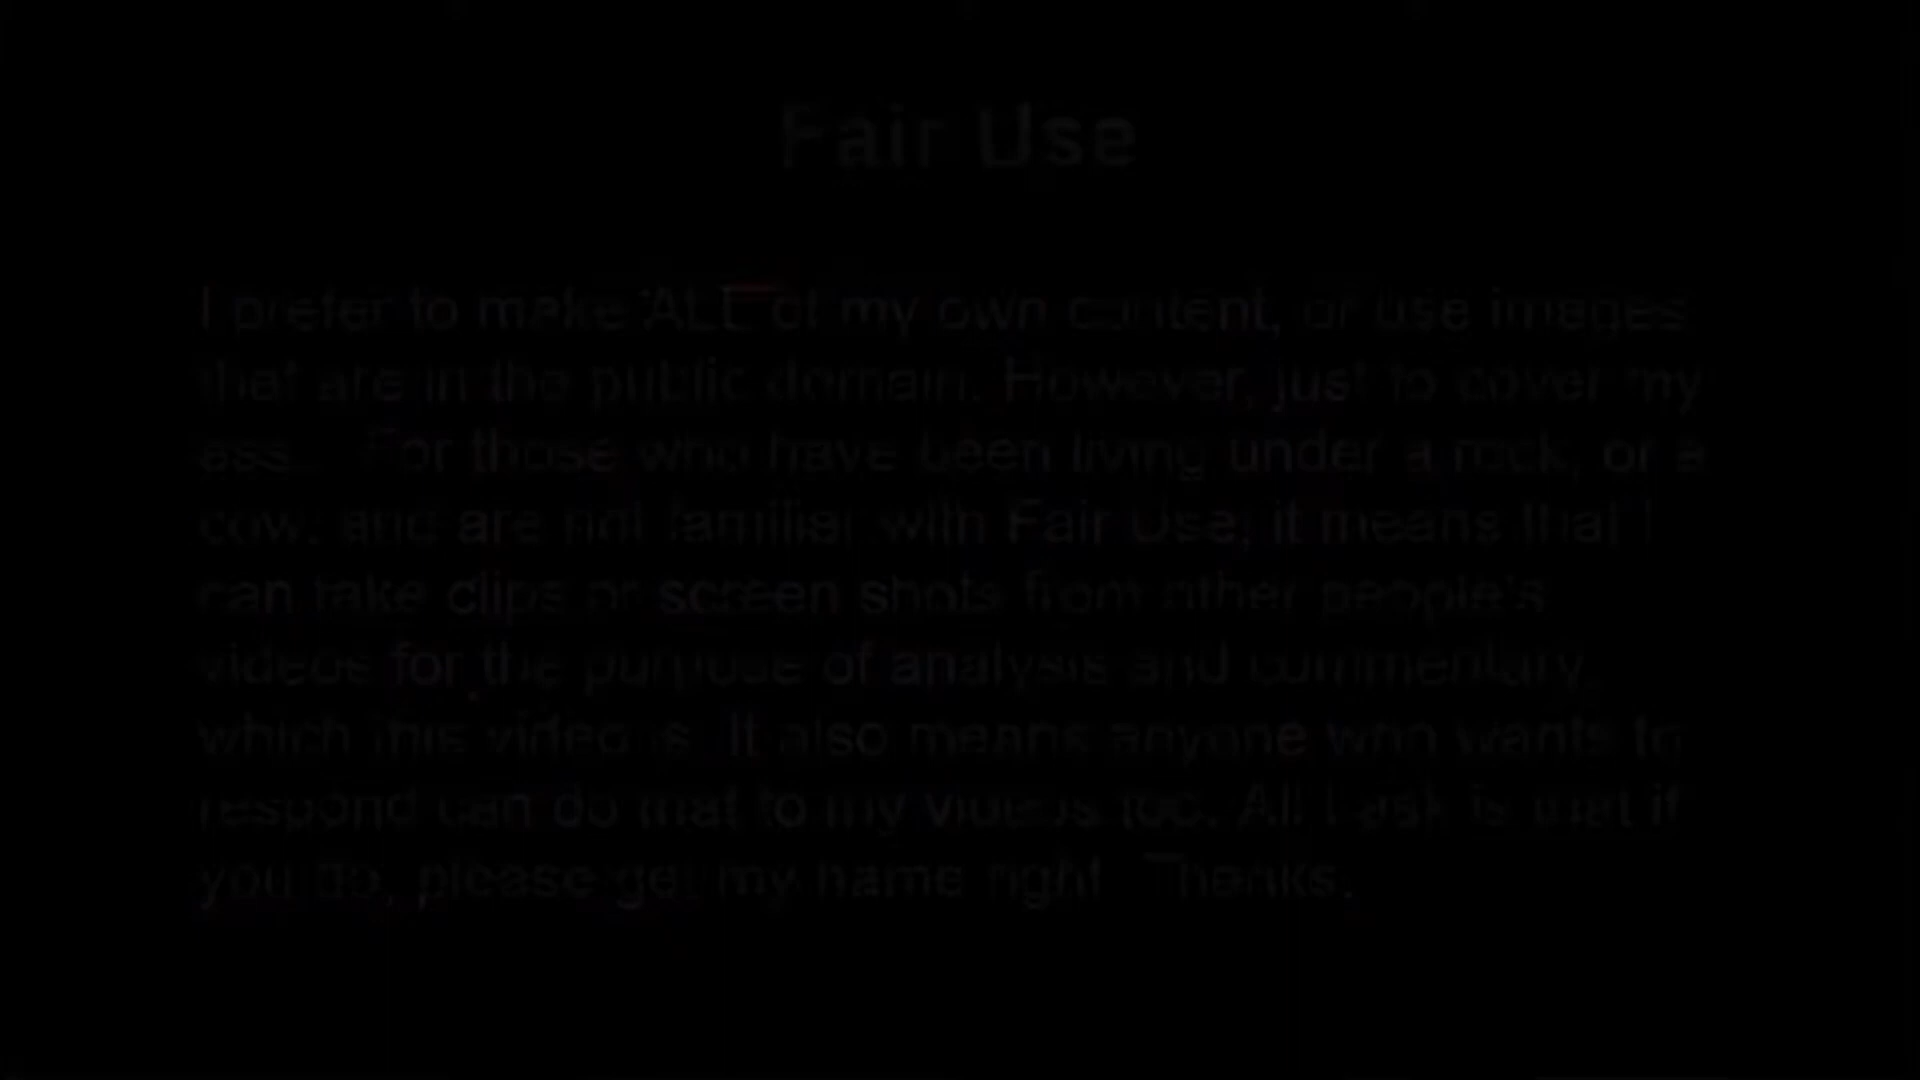 Fair Use
I prefer to make ALL of my own content, or use images
that are in the public domain. However, just to cover my
ass... For those who have been living under a rock, or a
cow, and are not familiar with Fair Use, it means that I
can take clips or screen shots from other people's
videos for the purpose of analysis and commentary,
which this video is. It also means anyone who wants to
respond can do that to my videos too. All I ask is that if
you do, please get my name right. Thanks.